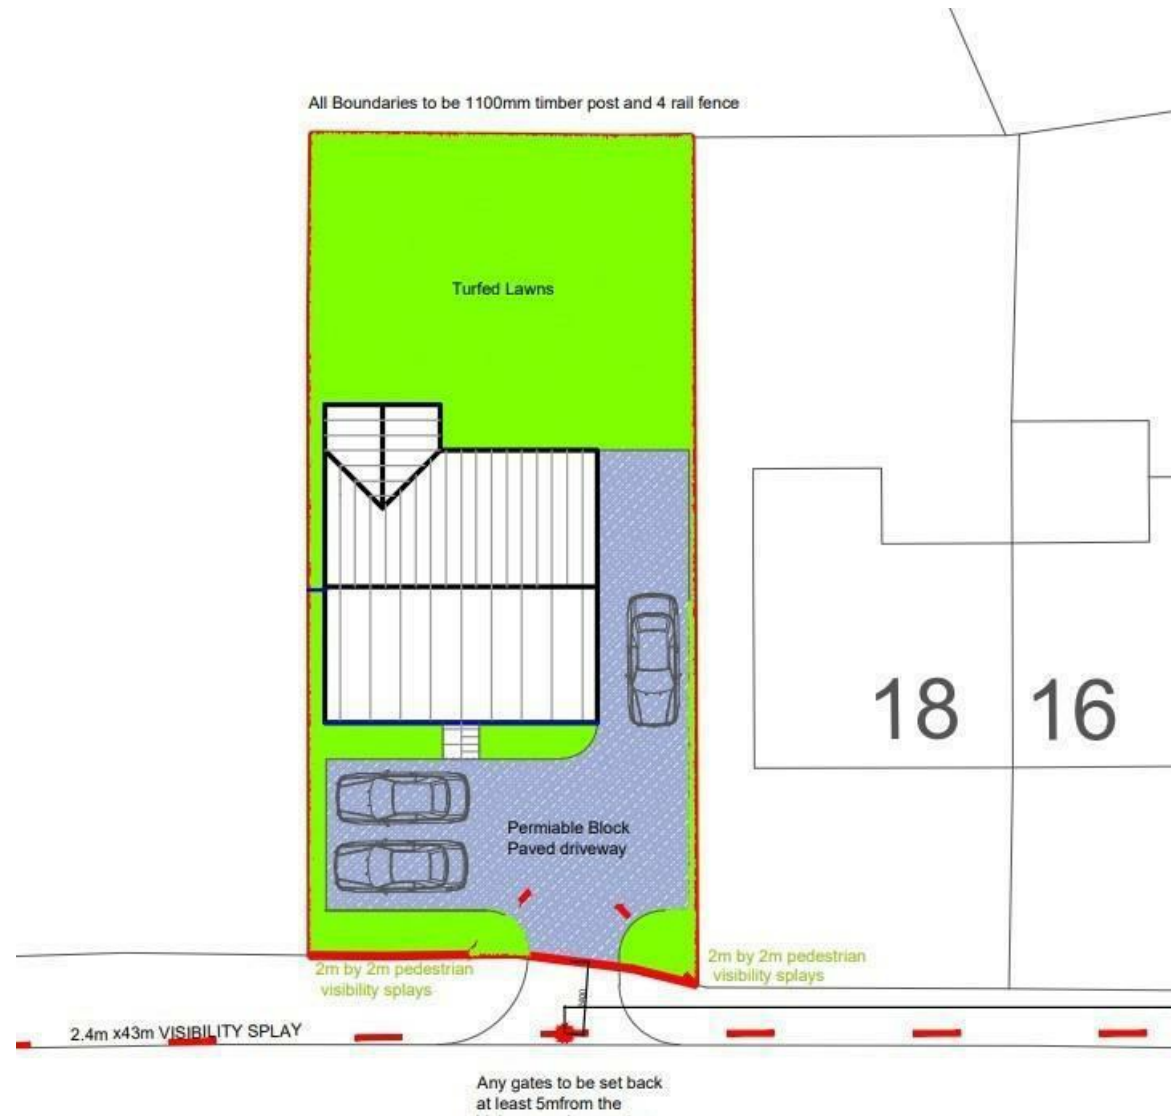 All Boundaries to be 1100mm timber post and 4 rail fence
Turfed Lawns
18
16
Permiable Block
Paved driveway
2m by 2m pedestrian
visibility splays
2m by 2m pedestrian
visibility splays
2.4m x43m VISIBILITY SPLAY
Any gates to be set back
at least 5mfrom the